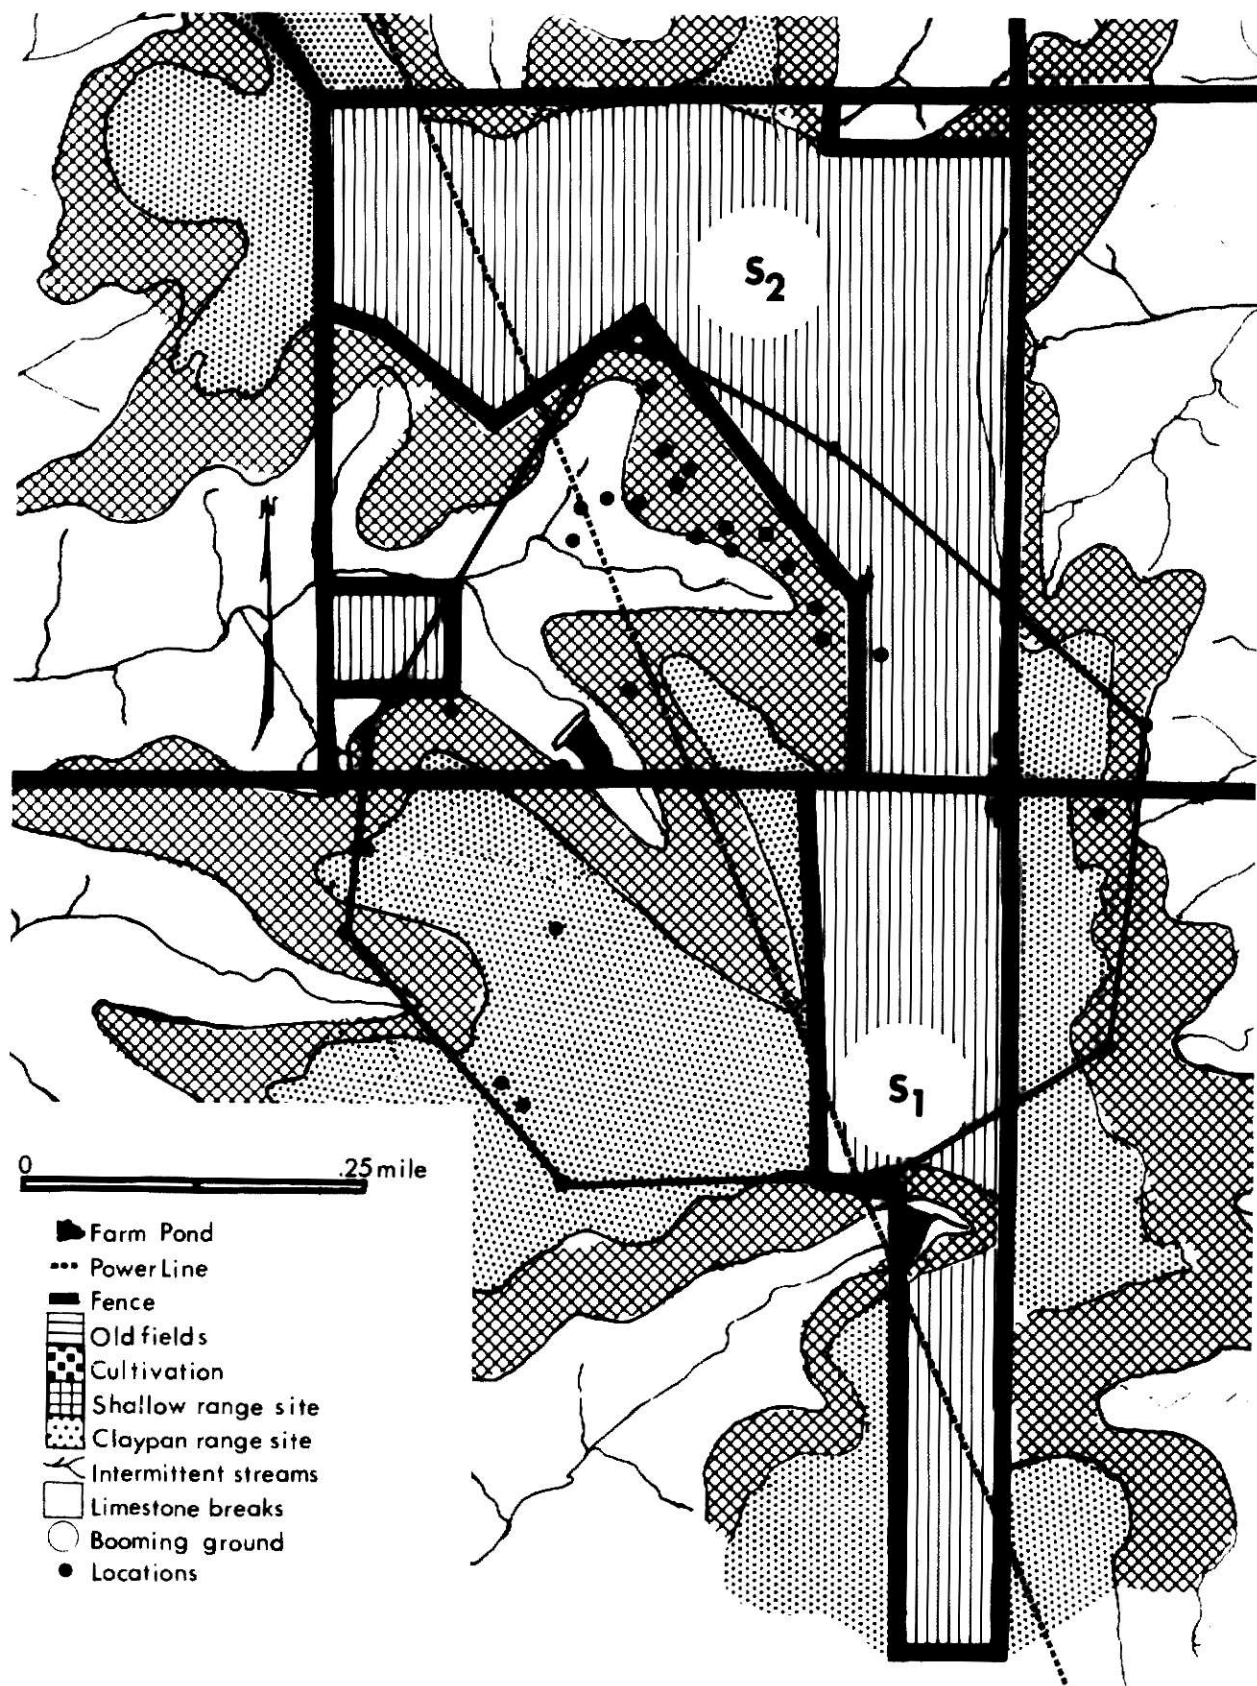 S2
N
S1
0 .25 mile
Farm Pond
Power Line
Fence
Old fields
Cultivation
Shallow range site
Claypan range site
Intermittent streams
Limestone breaks
Booming ground
Locations